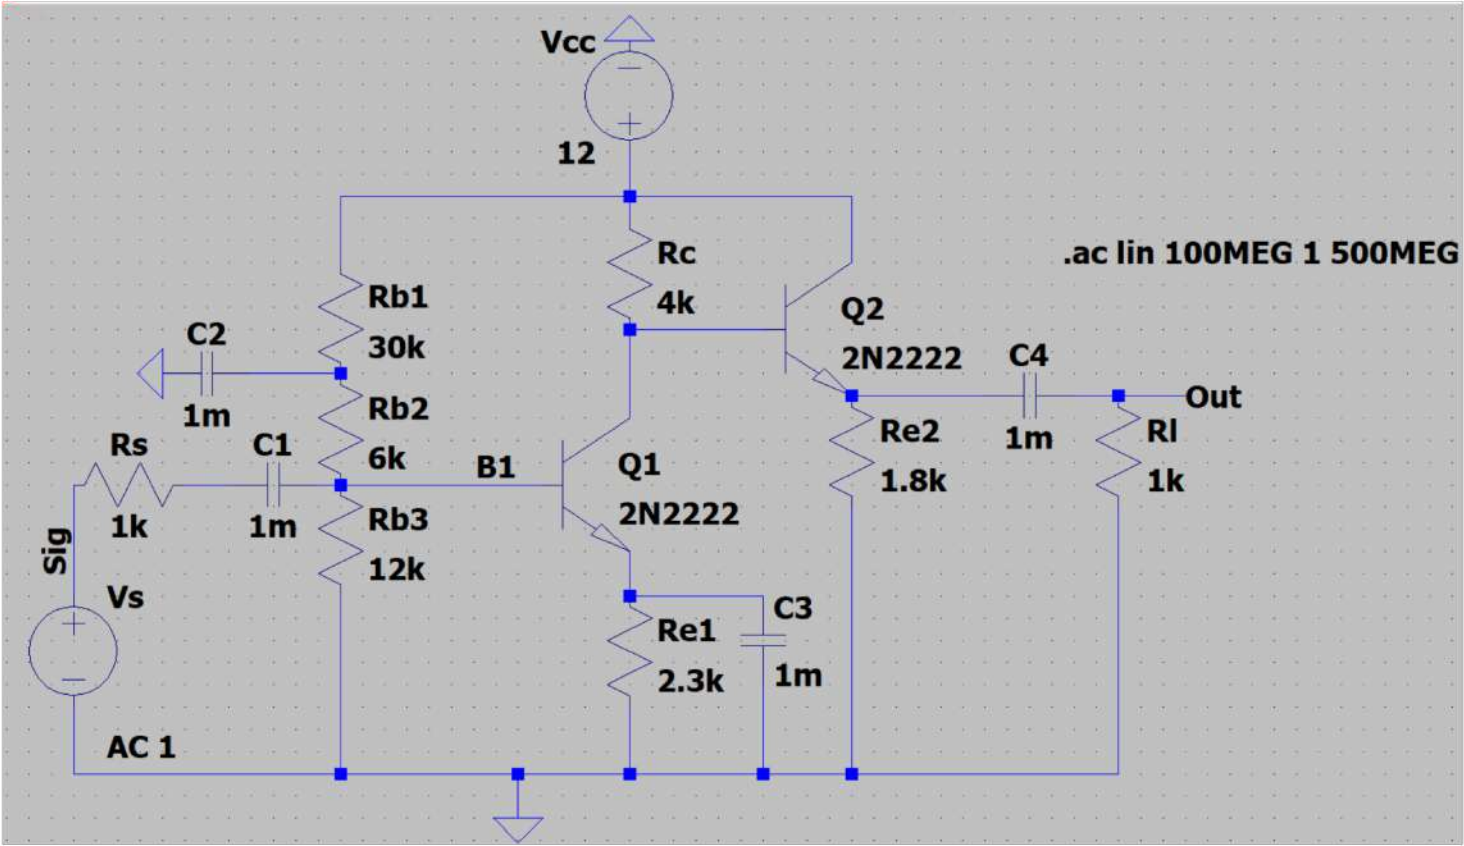 Vcc
12
Rc
4k
.ac lin 100MEG 1 500MEG
Rb1
30k
Q2
2N2222
C2
1m
C4
1m
Out
Rb2
6k
Rl
1k
Re2
1.8k
Rs
1k
C1
1m
B1
Q1
2N2222
Rb3
12k
Sig
Vs
AC 1
Re1
2.3k
C3
1m